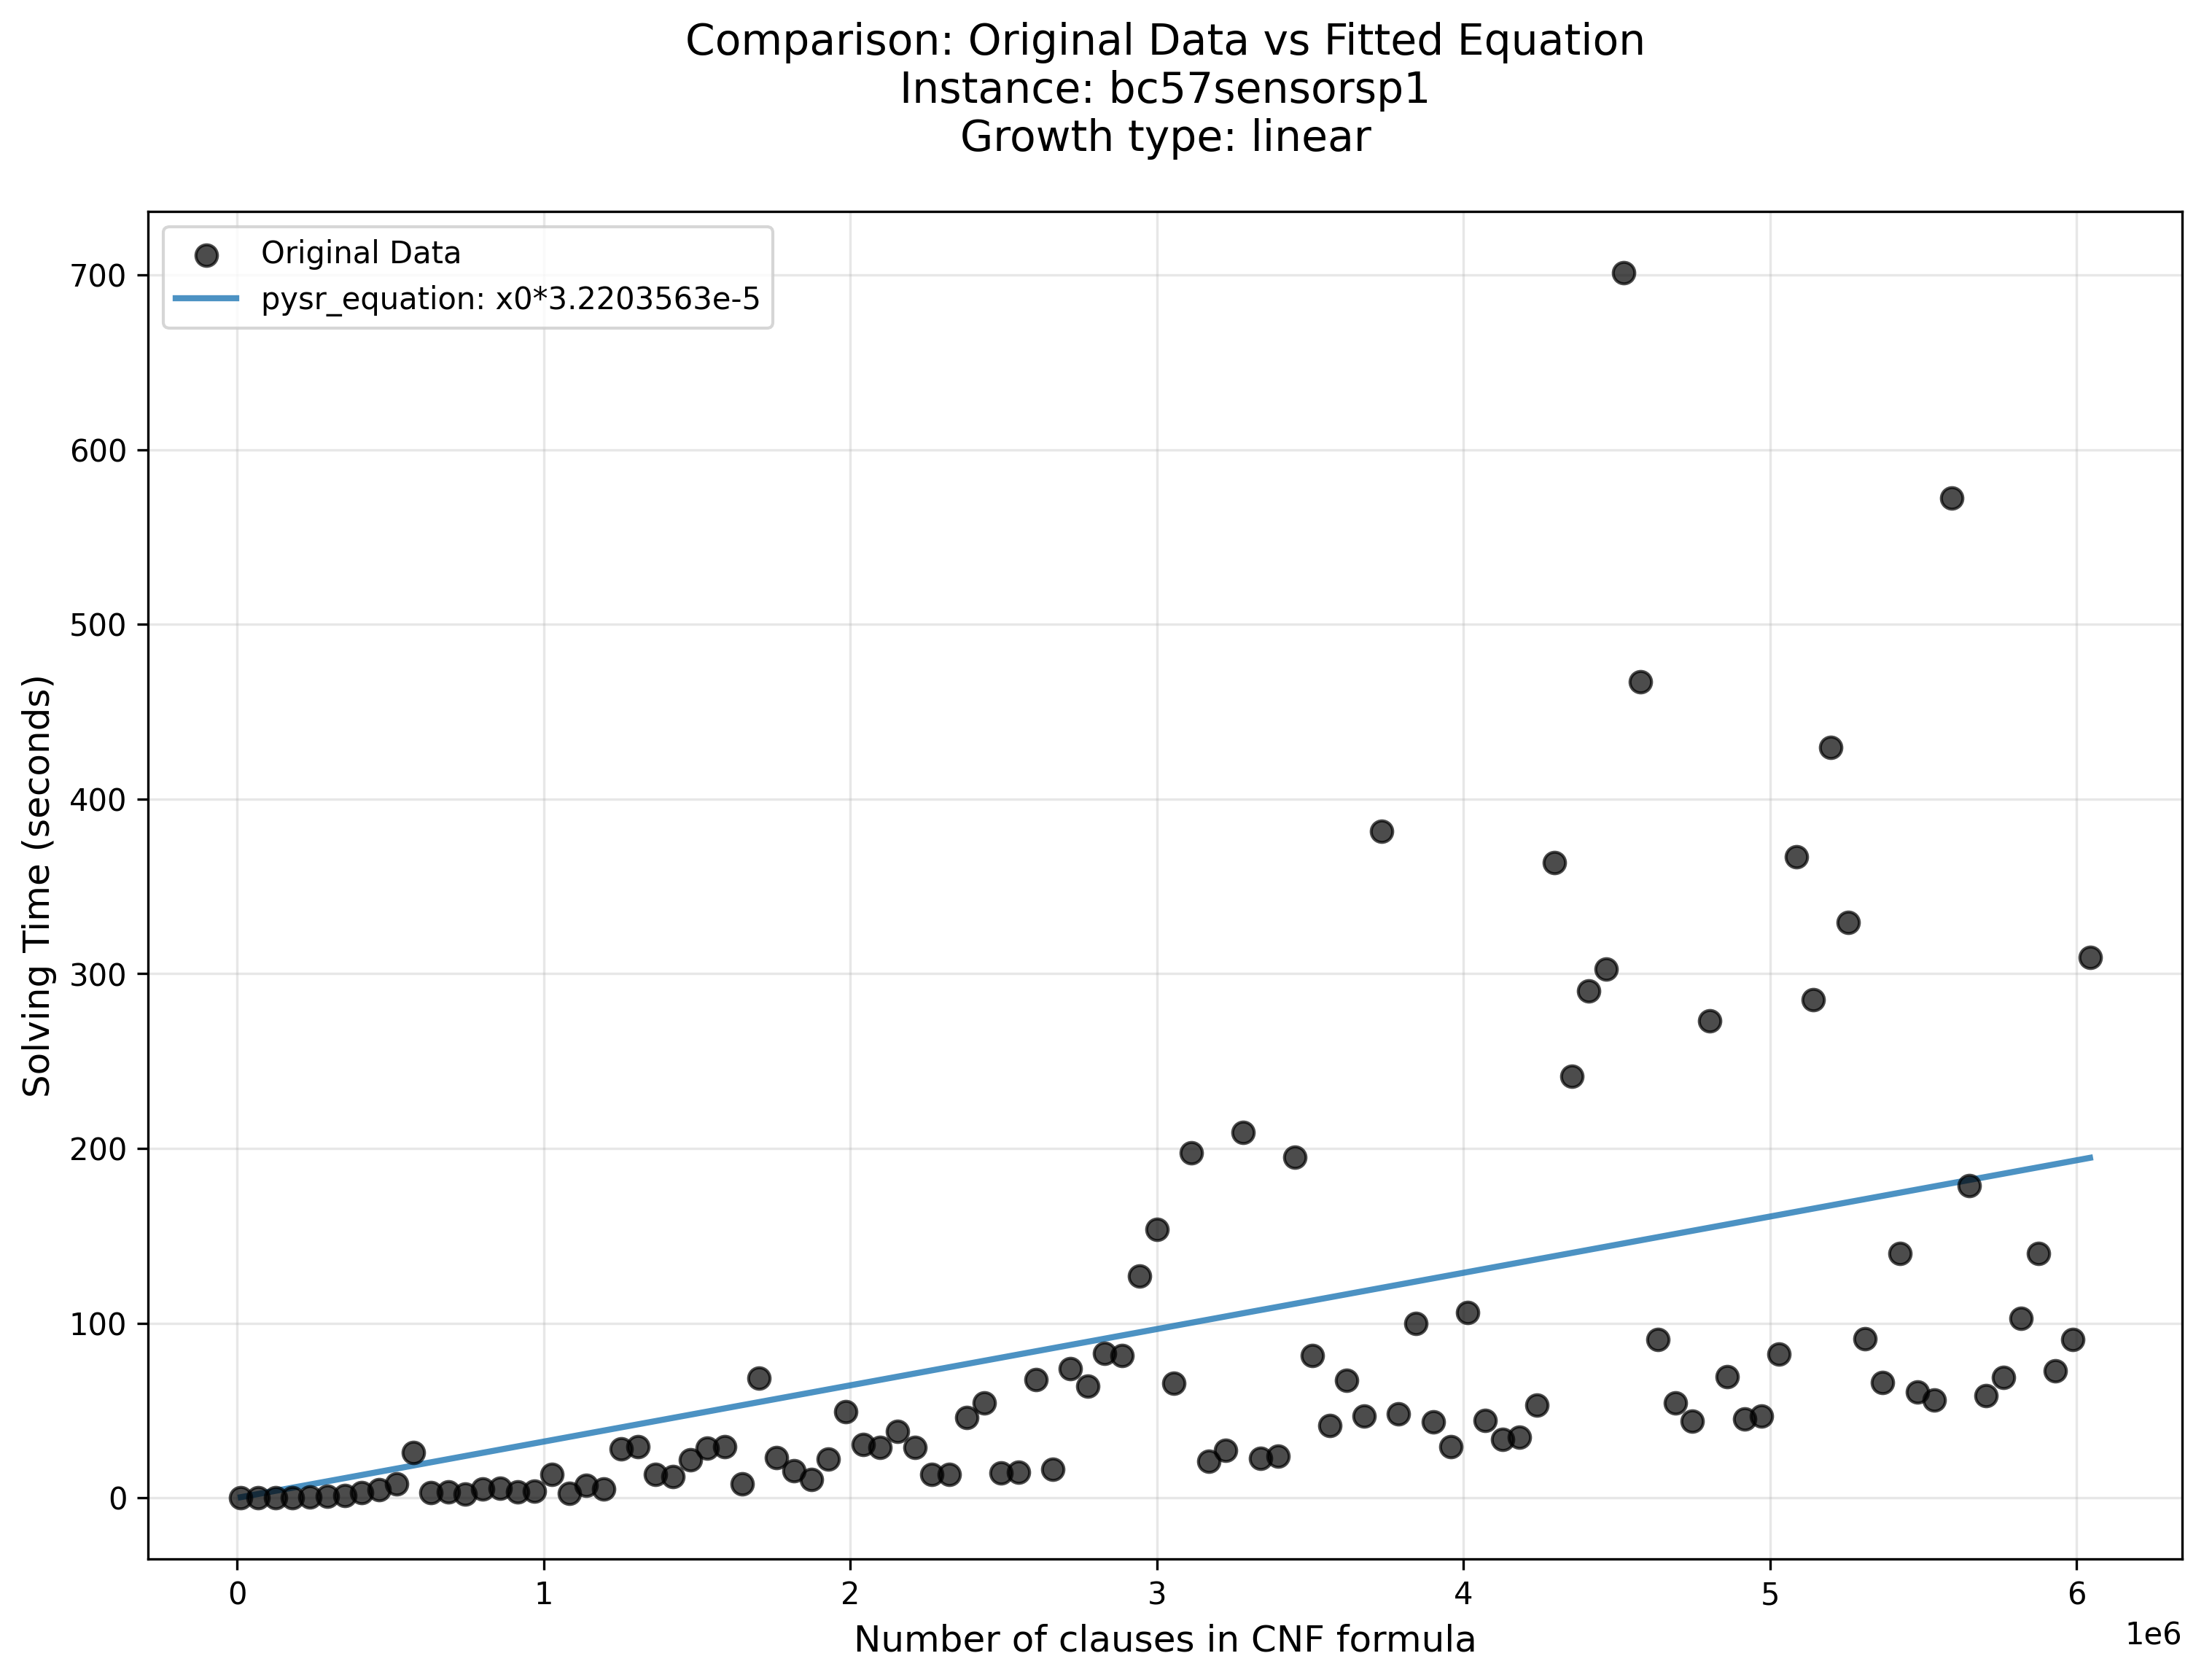 Comparison: Original Data vs Fitted Equation
Instance: bc57sensorsp1
Growth type: linear
Original Data
pysr_equation: x0*3.2203563e-5
700
600
500
400
300
200
100
0
Solving Time (seconds)
0 1 2 3 4 5 6
1e6
Number of clauses in CNF formula